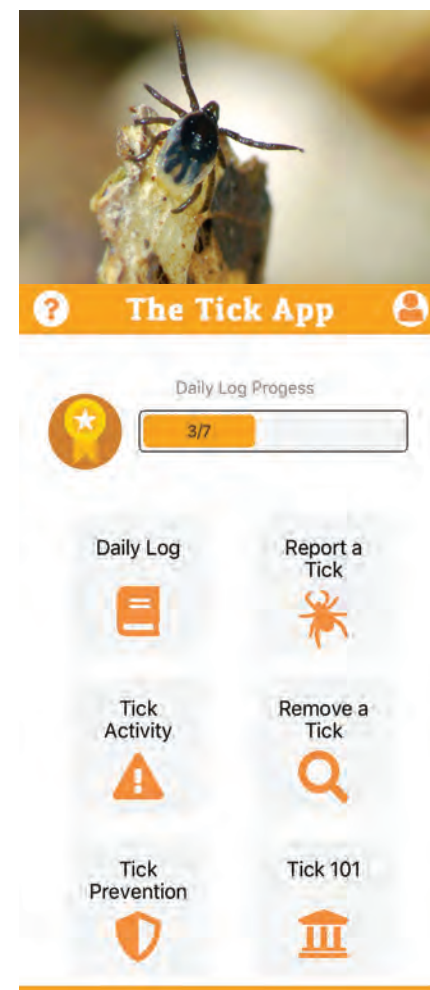 ?
The Tick App
Daily Log Progess
3/7
Daily Log
Report a
Tick
Tick
Activity
Remove a
Tick
Tick
Prevention
Tick 101